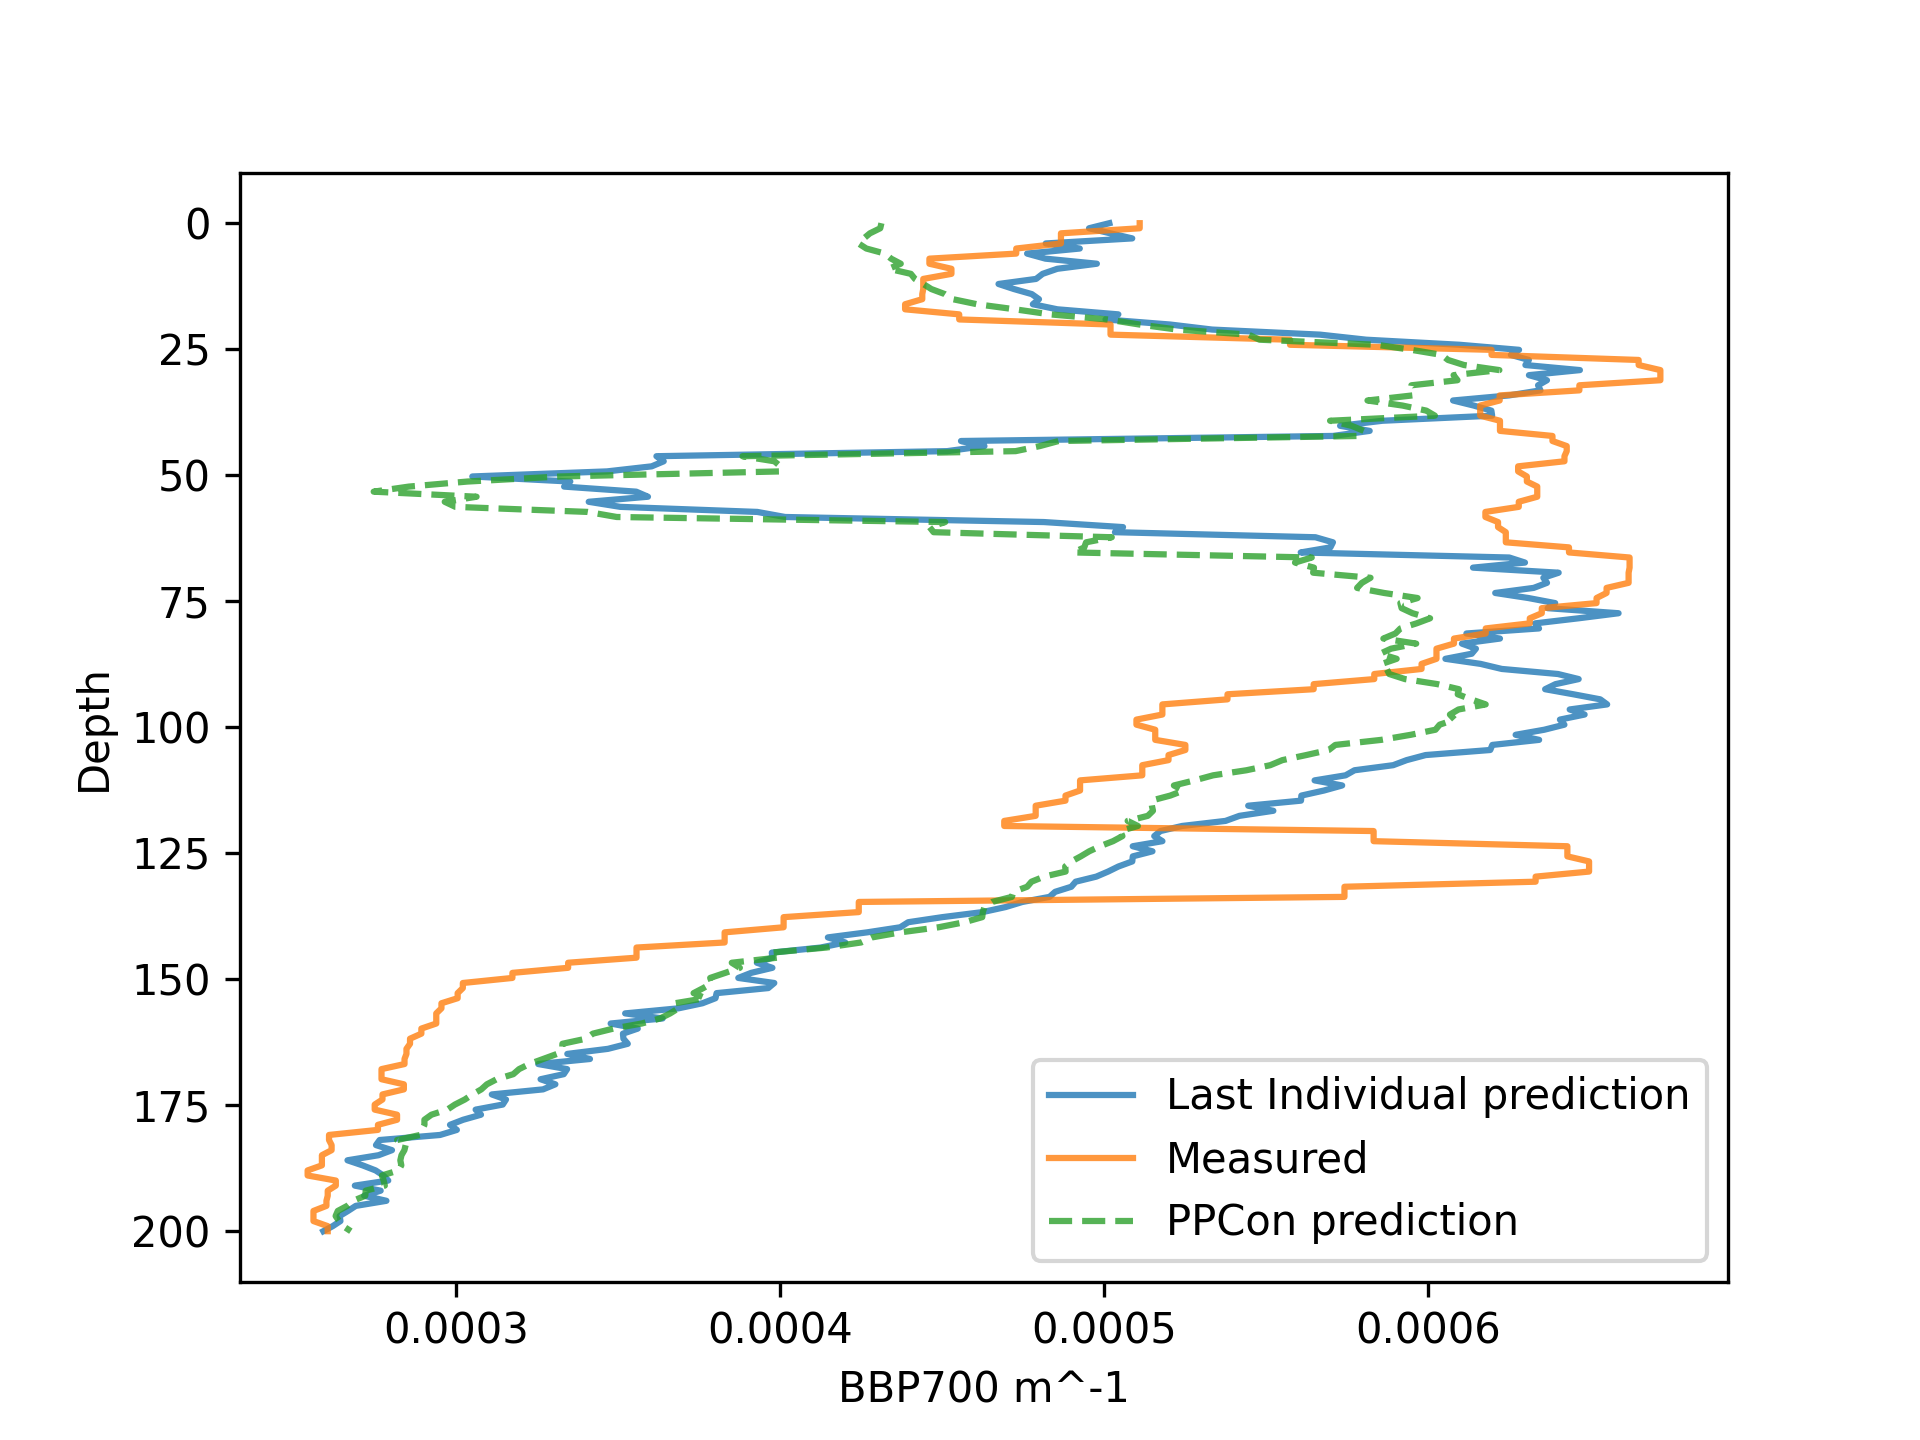 0
25
50
75
100
125
150
175
200
Depth
0.0003 0.0004 0.0005 0.0006
BBP700 m^-1
Last Individual prediction
Measured
PPCon prediction